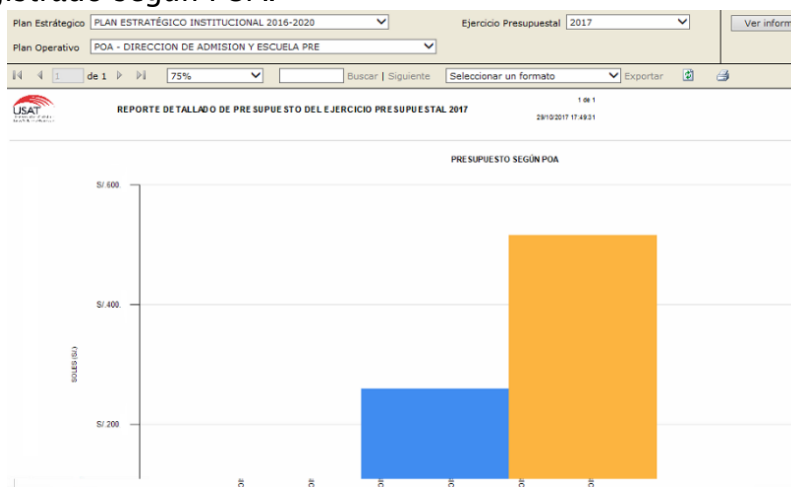 Plan Estrátegico PLAN ESTRATÉGICO INSTITUCIONAL 2016-2020 Ejercicio Presupuestal 2017 Ver inform
Plan Operativo POA - DIRECCION DE ADMISION Y ESCUELA PRE
1 de 1 75% Buscar | Siguiente Seleccionar un formato Exportar
USAT
REPORTE DETALLADO DE PRESUPUESTO DEL EJERCICIO PRESUPUESTAL 2017
1 de 1
29/10/2017 17:49:31
PRESUPUESTO SEGÚN POA
S/.600.
S/.400.
SOLES (S/.)
S/.200.